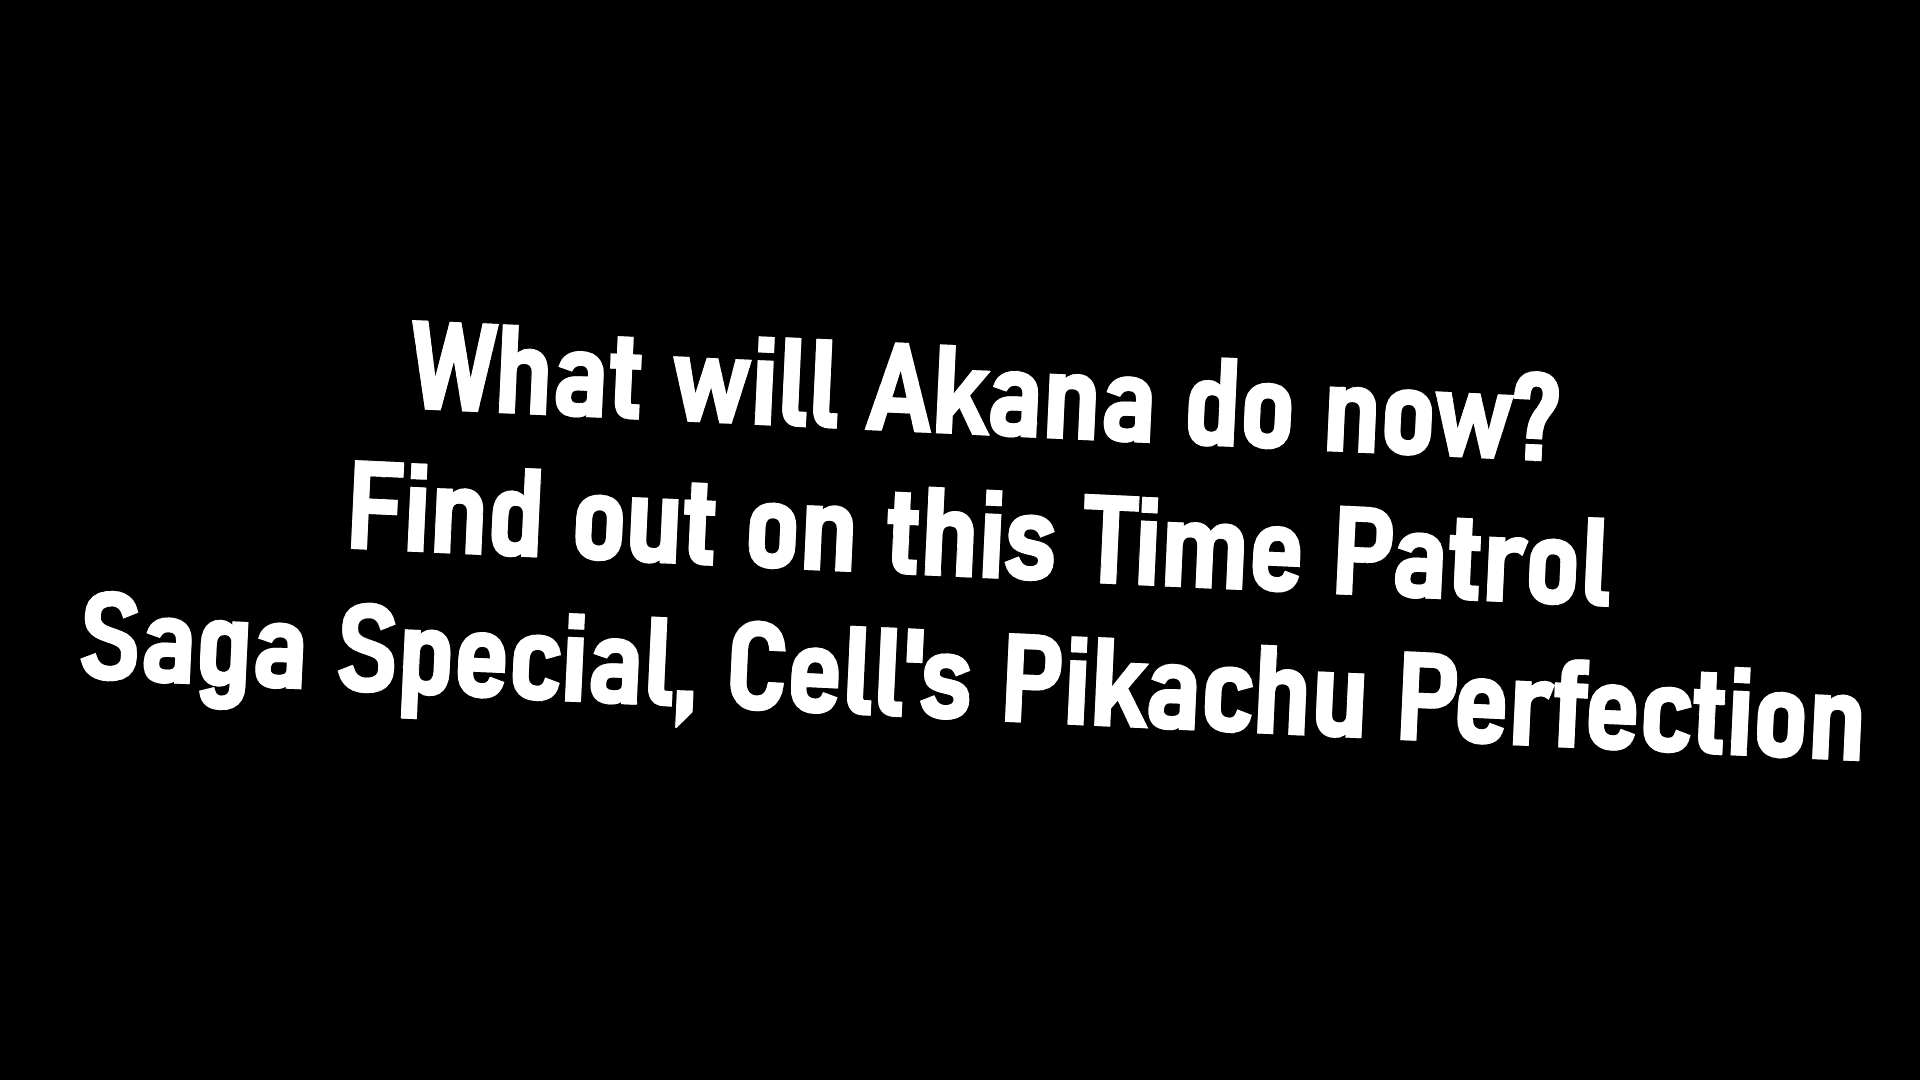 What will Akana do now?
Find out on this Time Patrol
Saga Special, Cell's Pikachu Perfection